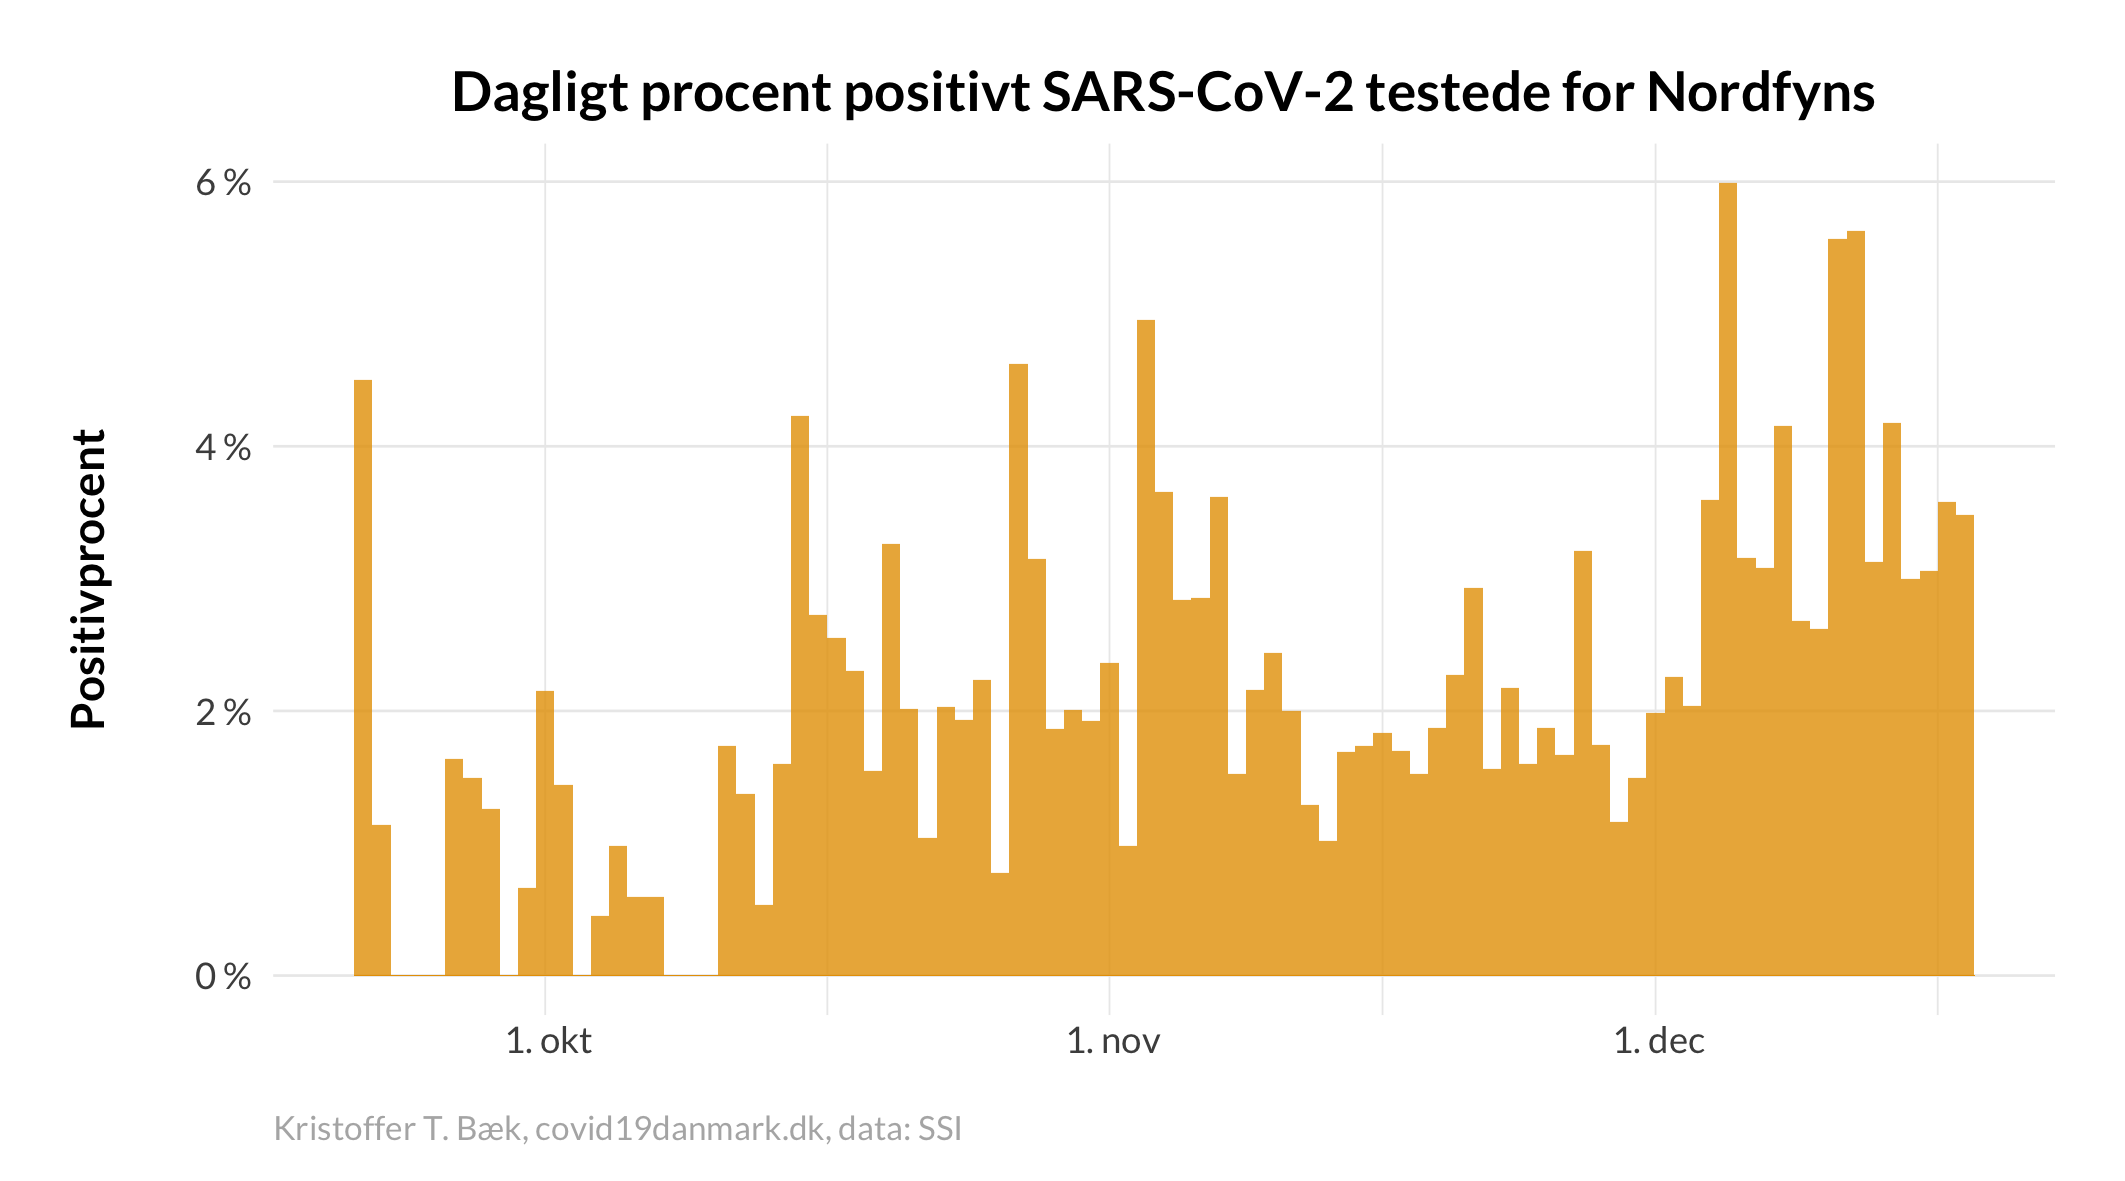 Dagligt procent positivt SARS-CoV-2 testede for Nordfyns
Positivprocent
6 %
4 %
2 %
0 %
1. okt
1. nov
1. dec
Kristoffer T. Bæk, covid19danmark.dk, data: SSI